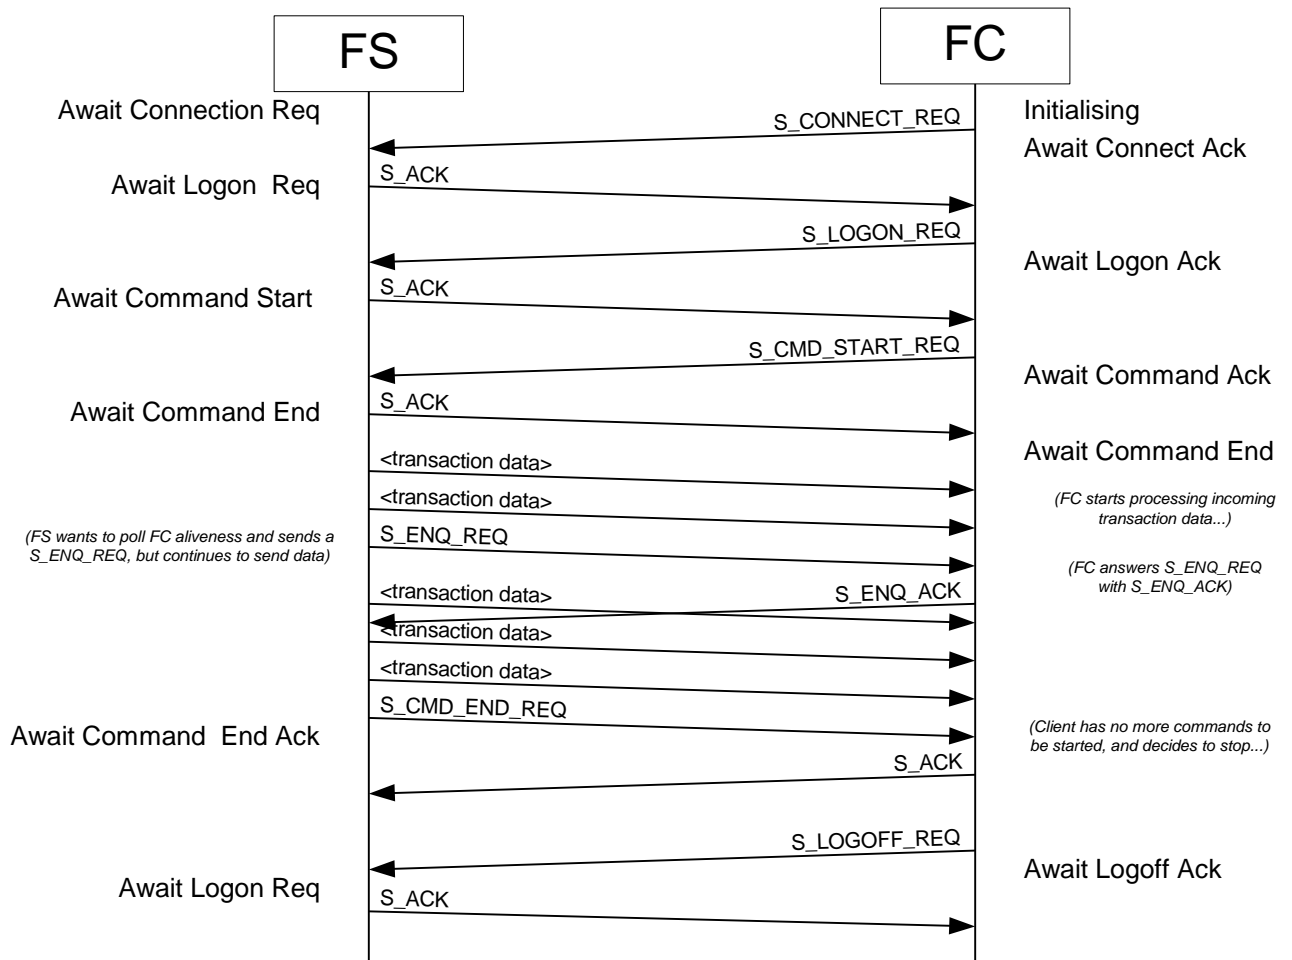 FS
FC
Await Connection Req
S_CONNECT_REQ
Initialising
Await Connect Ack
S_ACK
Await Logon  Req
S_LOGON_REQ
Await Logon Ack
S_ACK
Await Command Start
S_CMD_START_REQ
Await Command Ack
S_ACK
Await Command End
Await Command End
<transaction data>
<transaction data>
(FC starts processing incoming
transaction data...)
(FS wants to poll FC aliveness and sends a
S_ENQ_REQ, but continues to send data)
S_ENQ_REQ
(FC answers S_ENQ_REQ
with S_ENQ_ACK)
<transaction data>
S_ENQ_ACK
<transaction data>
<transaction data>
S_CMD_END_REQ
Await Command  End Ack
(Client has no more commands to
be started, and decides to stop...)
S_ACK
S_LOGOFF_REQ
Await Logoff Ack
Await Logon Req
S_ACK